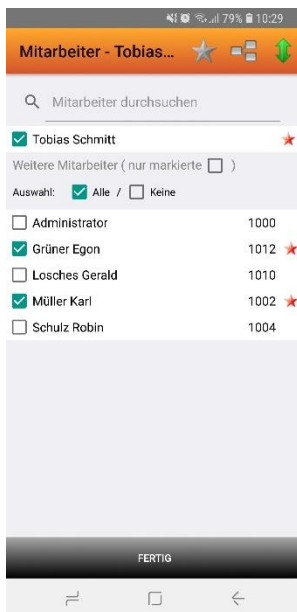 79% 10:29
Mitarbeiter - Tobias...
Mitarbeiter durchsuchen
Tobias Schmitt
Weitere Mitarbeiter ( nur markierte )
Auswahl: Alle / Keine
Administrator 1000
Grüner Egon 1012
Losches Gerald 1010
Müller Karl 1002
Schulz Robin 1004
FERTIG